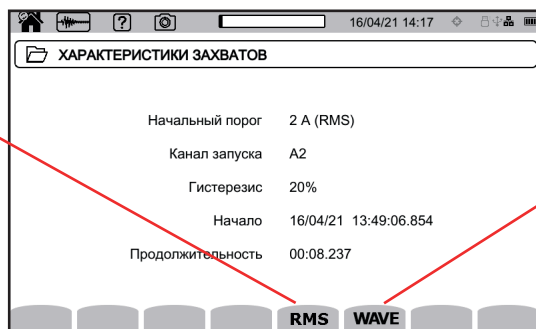 ? 16/04/21 14:17
ХАРАКТЕРИСТИКИ ЗАХВАТОВ
Начальный порог 2 A (RMS)
Канал запуска A2
Гистерезис 20%
Начало 16/04/21 13:49:06.854
Продолжительность 00:08.237
RMS WAVE